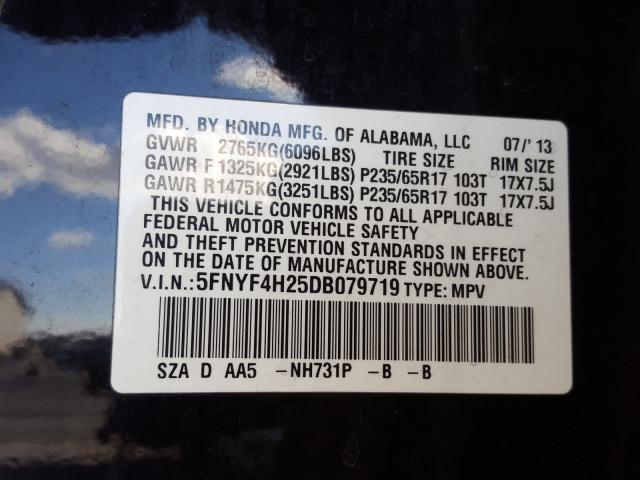 MFD. BY HONDA MFG. OF ALABAMA, LLC 07/'13
GVWR 2765KG(6096LBS) TIRE SIZE RIM SIZE
GAWR F 1325KG(2921LBS) P235/65R17 103T 17X7.5J
GAWR R1475KG(3251LBS) P235/65R17 103T 17X7.5J
THIS VEHICLE CONFORMS TO ALL APPLICABLE
FEDERAL MOTOR VEHICLE SAFETY
AND THEFT PREVENTION STANDARDS IN EFFECT
ON THE DATE OF MANUFACTURE SHOWN ABOVE.
V.I.N.:5FNYF4H25DB079719 TYPE: MPV
SZA D AA5 -NH731P -B -B